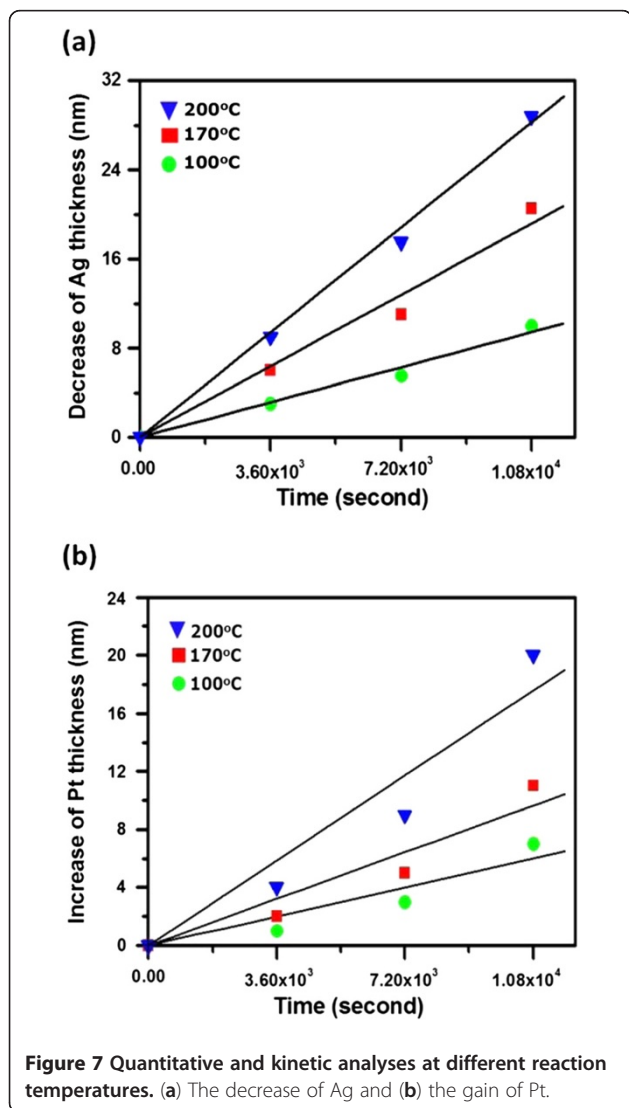 (a)
Decrease of Ag thickness (nm)
32
24
16
8
0
200°C
170°C
100°C
0.00
3.60x10³
7.20x10³
1.08x10⁴
Time (second)
(b)
Increase of Pt thickness (nm)
24
20
16
12
8
4
0
200°C
170°C
100°C
0.00
3.60x10³
7.20x10³
1.08x10⁴
Time (second)
Figure 7 Quantitative and kinetic analyses at different reaction
temperatures. (a) The decrease of Ag and (b) the gain of Pt.